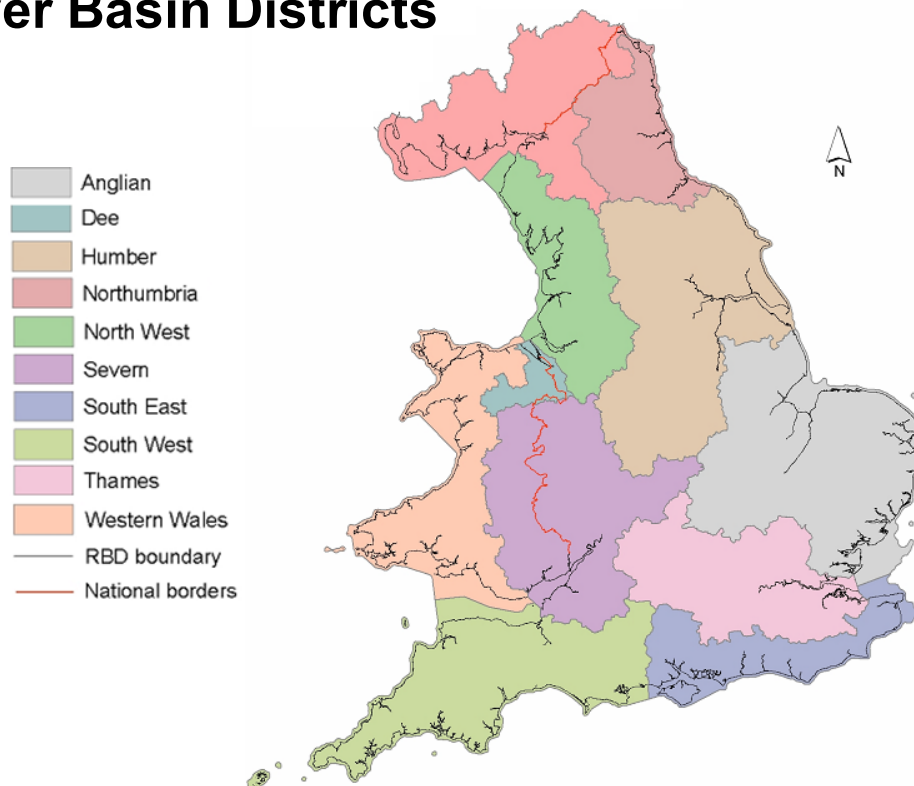 er Basin Districts
Anglian
Dee
Humber
Northumbria
North West
Severn
South East
South West
Thames
Western Wales
RBD boundary
National borders
N